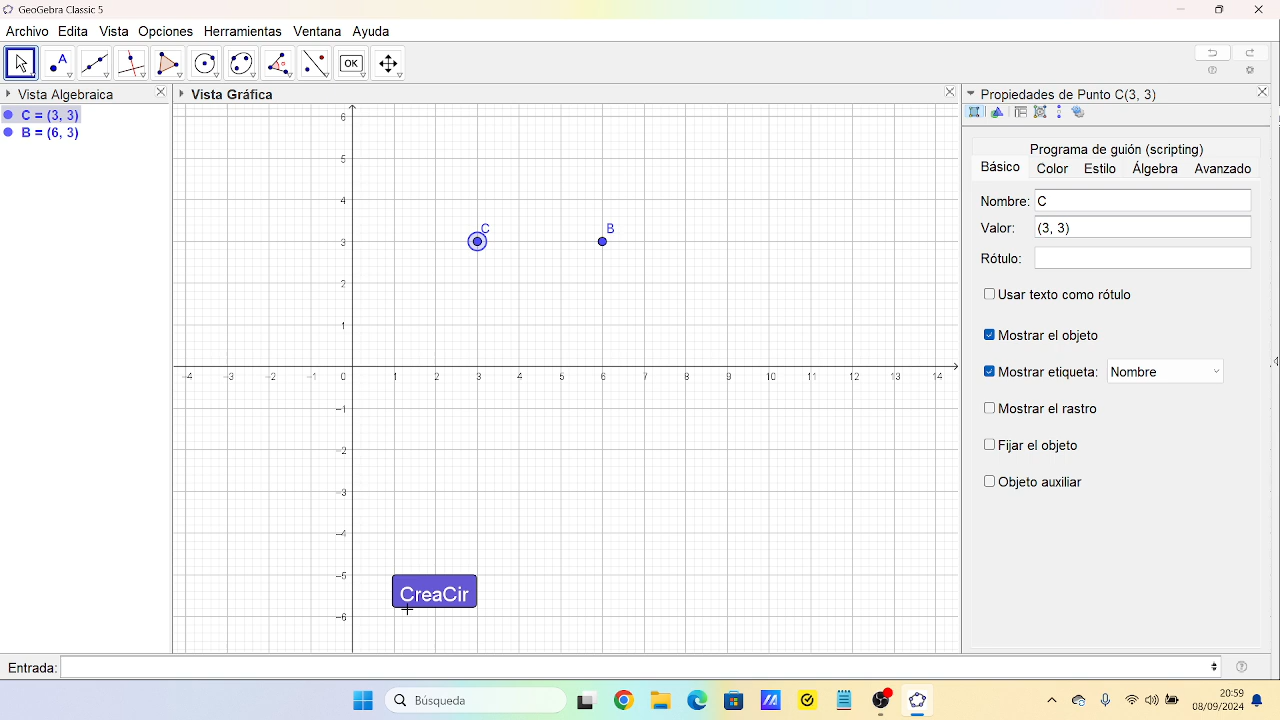 GeoGebra Classic 5
Archivo Edita Vista Opciones Herramientas Ventana Ayuda
A
OK
Vista Algebraica
Vista Gráfica
Propiedades de Punto C(3, 3)
C = (3, 3)
B = (6, 3)
Programa de guión (scripting)
Básico Color Estilo Álgebra Avanzado
Nombre: C
Valor: (3, 3)
Rótulo:
Usar texto como rótulo
Mostrar el objeto
Mostrar etiqueta: Nombre
Mostrar el rastro
Fijar el objeto
Objeto auxiliar
6
5
4
3
2
1
C
B
-4 -3 -2 -1 0 1 2 3 4 5 6 7 8 9 10 11 12 13 14
-1
-2
-3
-4
-5
-6
CreaCir
Entrada:
Búsqueda
20:59
08/09/2024